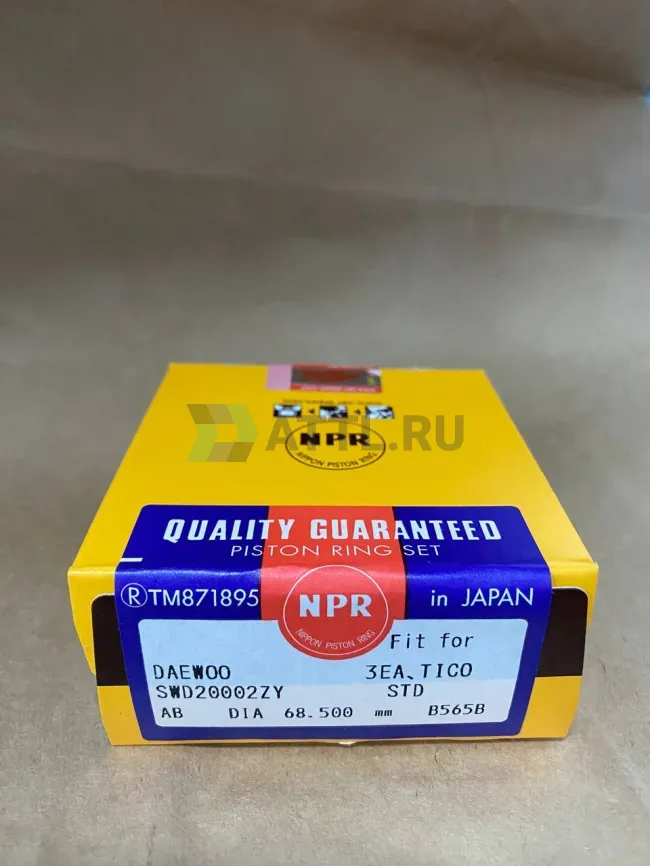 NPR
NIPPON PISTON RING
ATTL.RU
QUALITY GUARANTEED
PISTON RING SET
®TM871895 NPR in JAPAN
NIPPON PISTON RING
Fit for
DAEWOO 3EA、TICO
SWD20002ZY STD
AB DIA 68.500 mm B565B